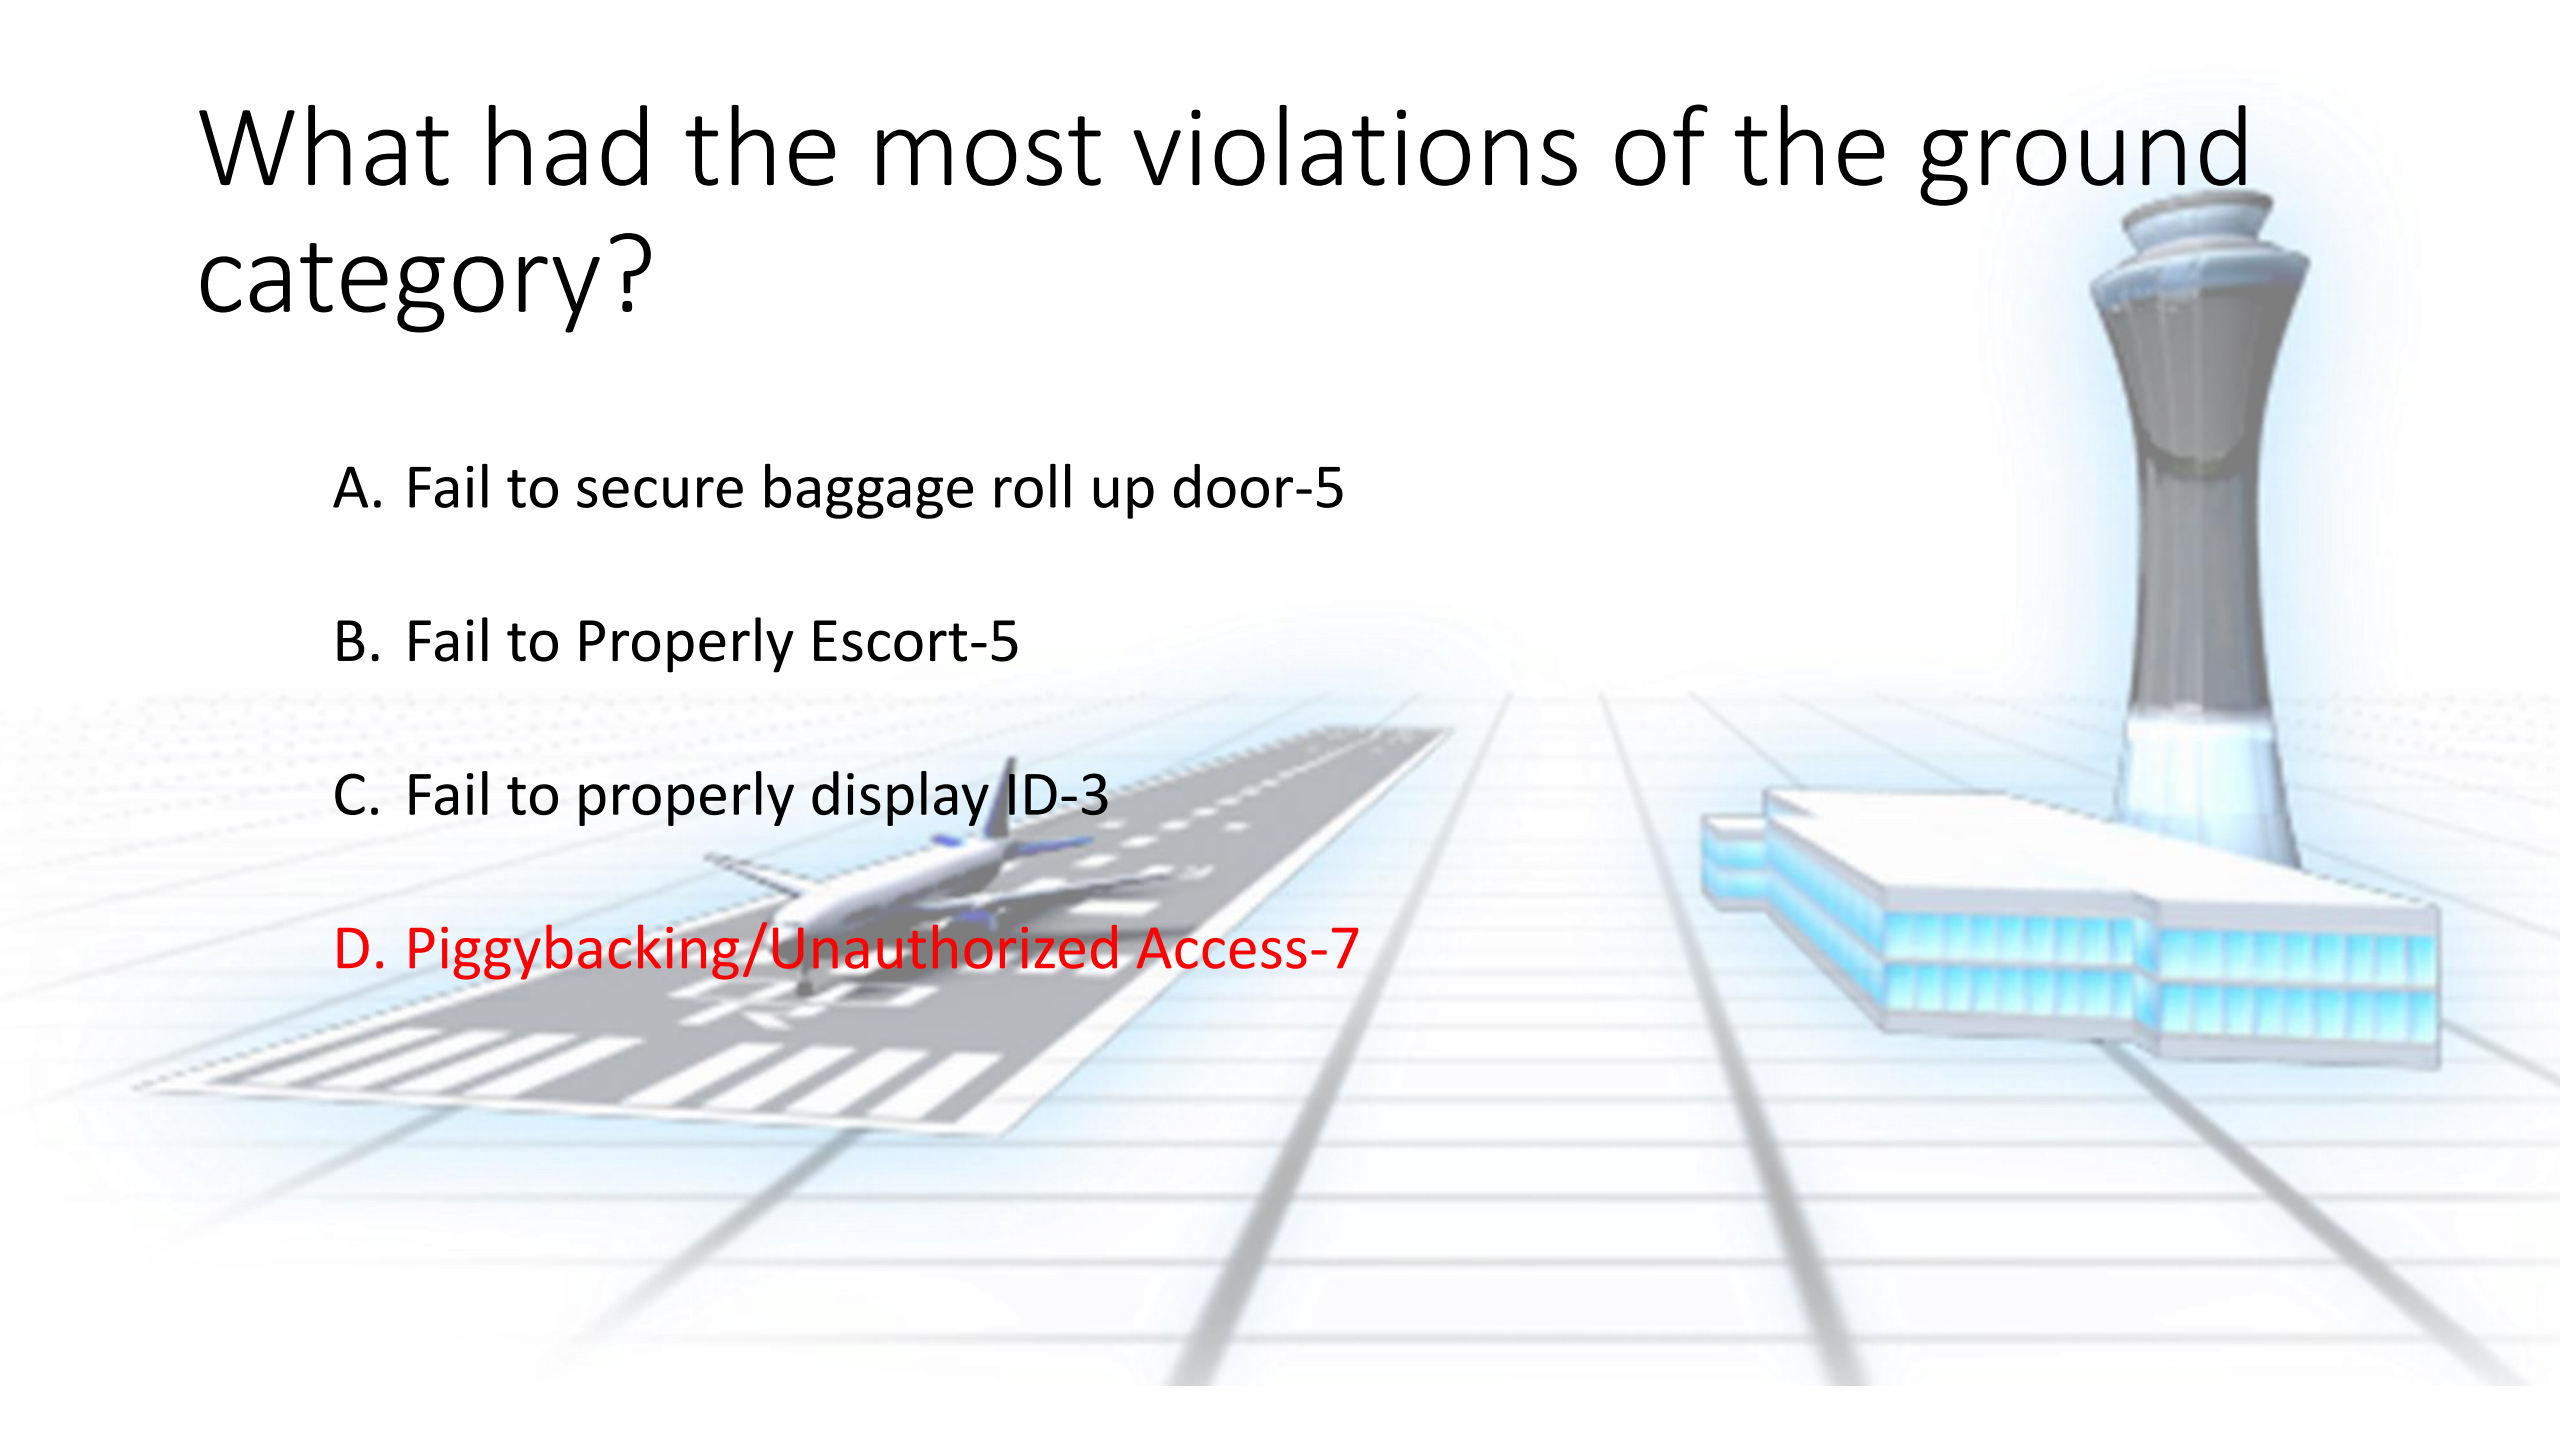 What had the most violations of the ground
category?
A. Fail to secure baggage roll up door-5
B. Fail to Properly Escort-5
C. Fail to properly display ID-3
D. Piggybacking/Unauthorized Access-7